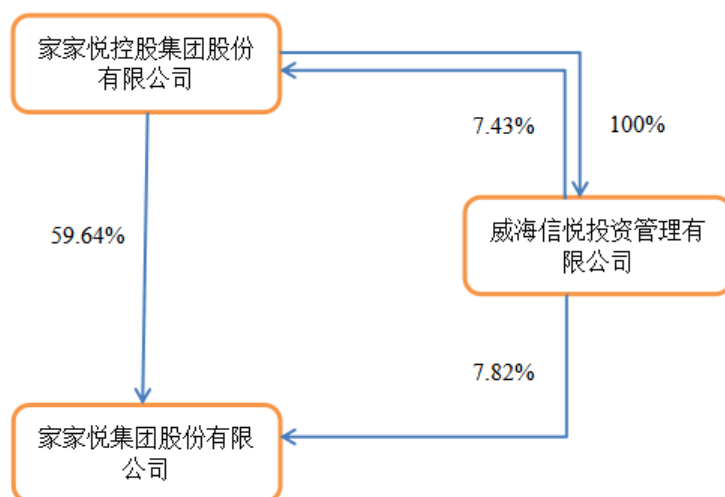 家家悦控股集团股份
有限公司
7.43%
100%
59.64%
威海信悦投资管理有
限公司
7.82%
家家悦集团股份有限
公司